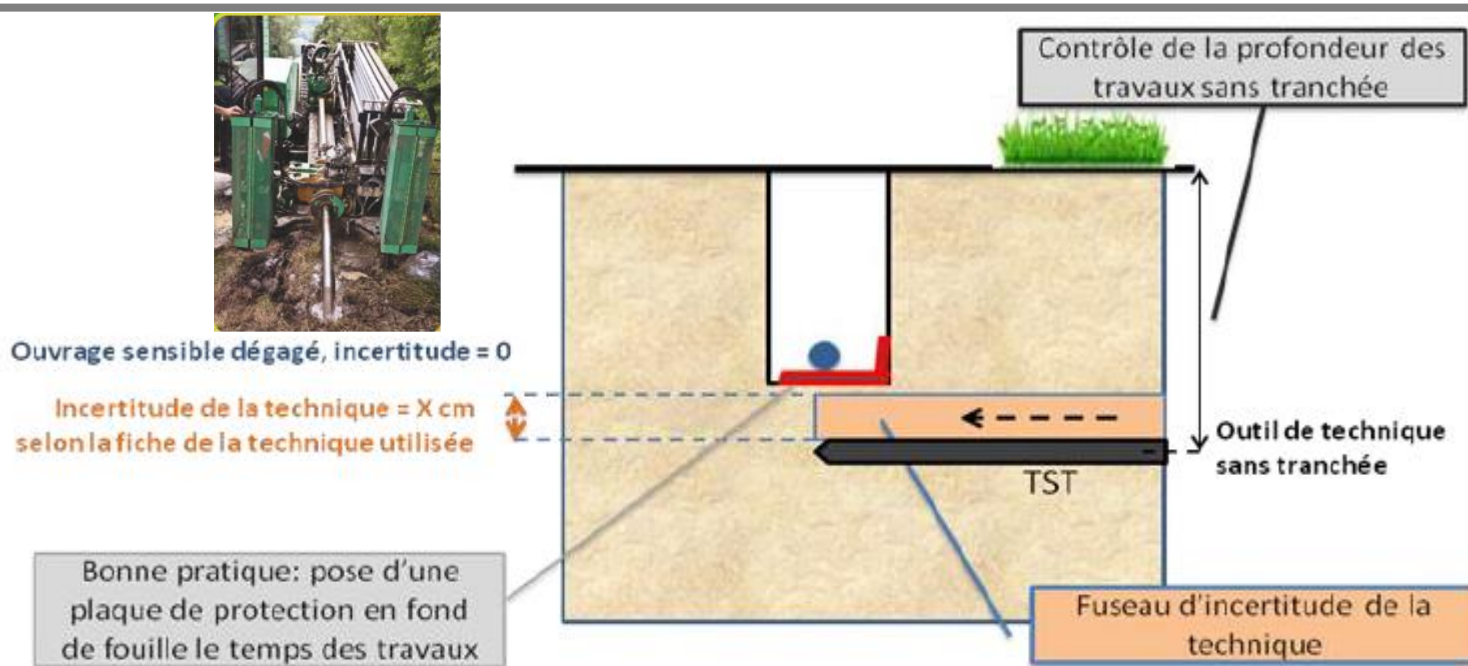 Contrôle de la profondeur des
travaux sans tranchée
Ouvrage sensible dégagé, incertitude = 0
Incertitude de la technique = X cm
selon la fiche de la technique utilisée
Outil de technique
sans tranchée
TST
Bonne pratique: pose d'une
plaque de protection en fond
de fouille le temps des travaux
Fuseau d'incertitude de la
technique